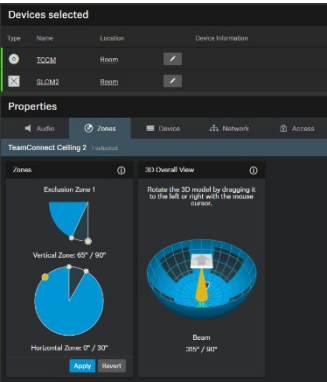 Devices selected
Type Name Location Device Information
TCCM Room
SLCM2 Room
Properties
Audio Zones Device Network Access
TeamConnect Ceiling 2 1 selected
Zones
Exclusion Zone 1
Vertical Zone: 65° / 90°
Horizontal Zone: 0° / 30°
Apply Revert
3D Overall View
Rotate the 3D model by dragging it
to the left or right with the mouse
cursor.
Beam
315° / 90°